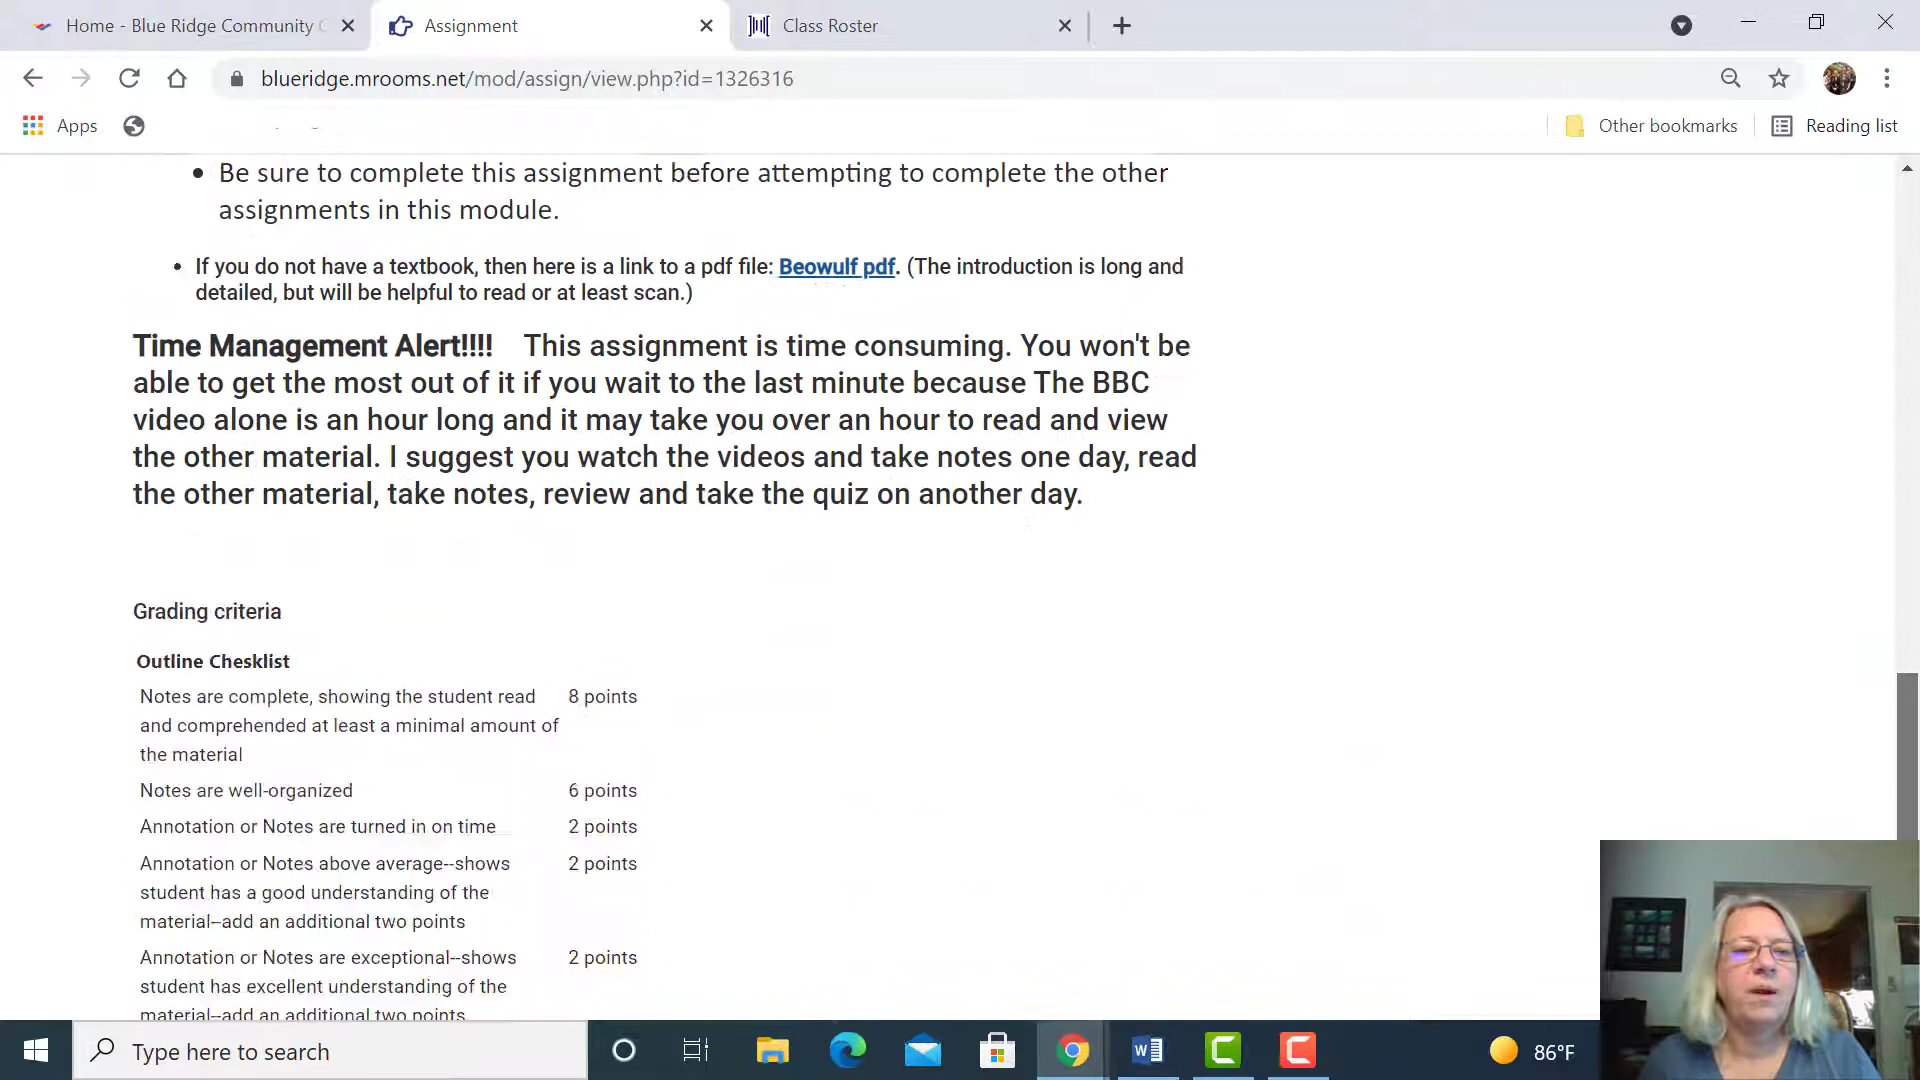 Home - Blue Ridge Community C
Assignment
Class Roster
blueridge.mrooms.net/mod/assign/view.php?id=1326316
Apps
Other bookmarks
Reading list
• Be sure to complete this assignment before attempting to complete the other
assignments in this module.
• If you do not have a textbook, then here is a link to a pdf file: Beowulf pdf. (The introduction is long and
detailed, but will be helpful to read or at least scan.)
Time Management Alert!!!! This assignment is time consuming. You won't be
able to get the most out of it if you wait to the last minute because The BBC
video alone is an hour long and it may take you over an hour to read and view
the other material. I suggest you watch the videos and take notes one day, read
the other material, take notes, review and take the quiz on another day.
Grading criteria
Outline Chesklist
Notes are complete, showing the student read 8 points
and comprehended at least a minimal amount of
the material
Notes are well-organized 6 points
Annotation or Notes are turned in on time 2 points
Annotation or Notes above average--shows 2 points
student has a good understanding of the
material--add an additional two points
Annotation or Notes are exceptional--shows 2 points
student has excellent understanding of the
material--add an additional two points
Type here to search
86°F